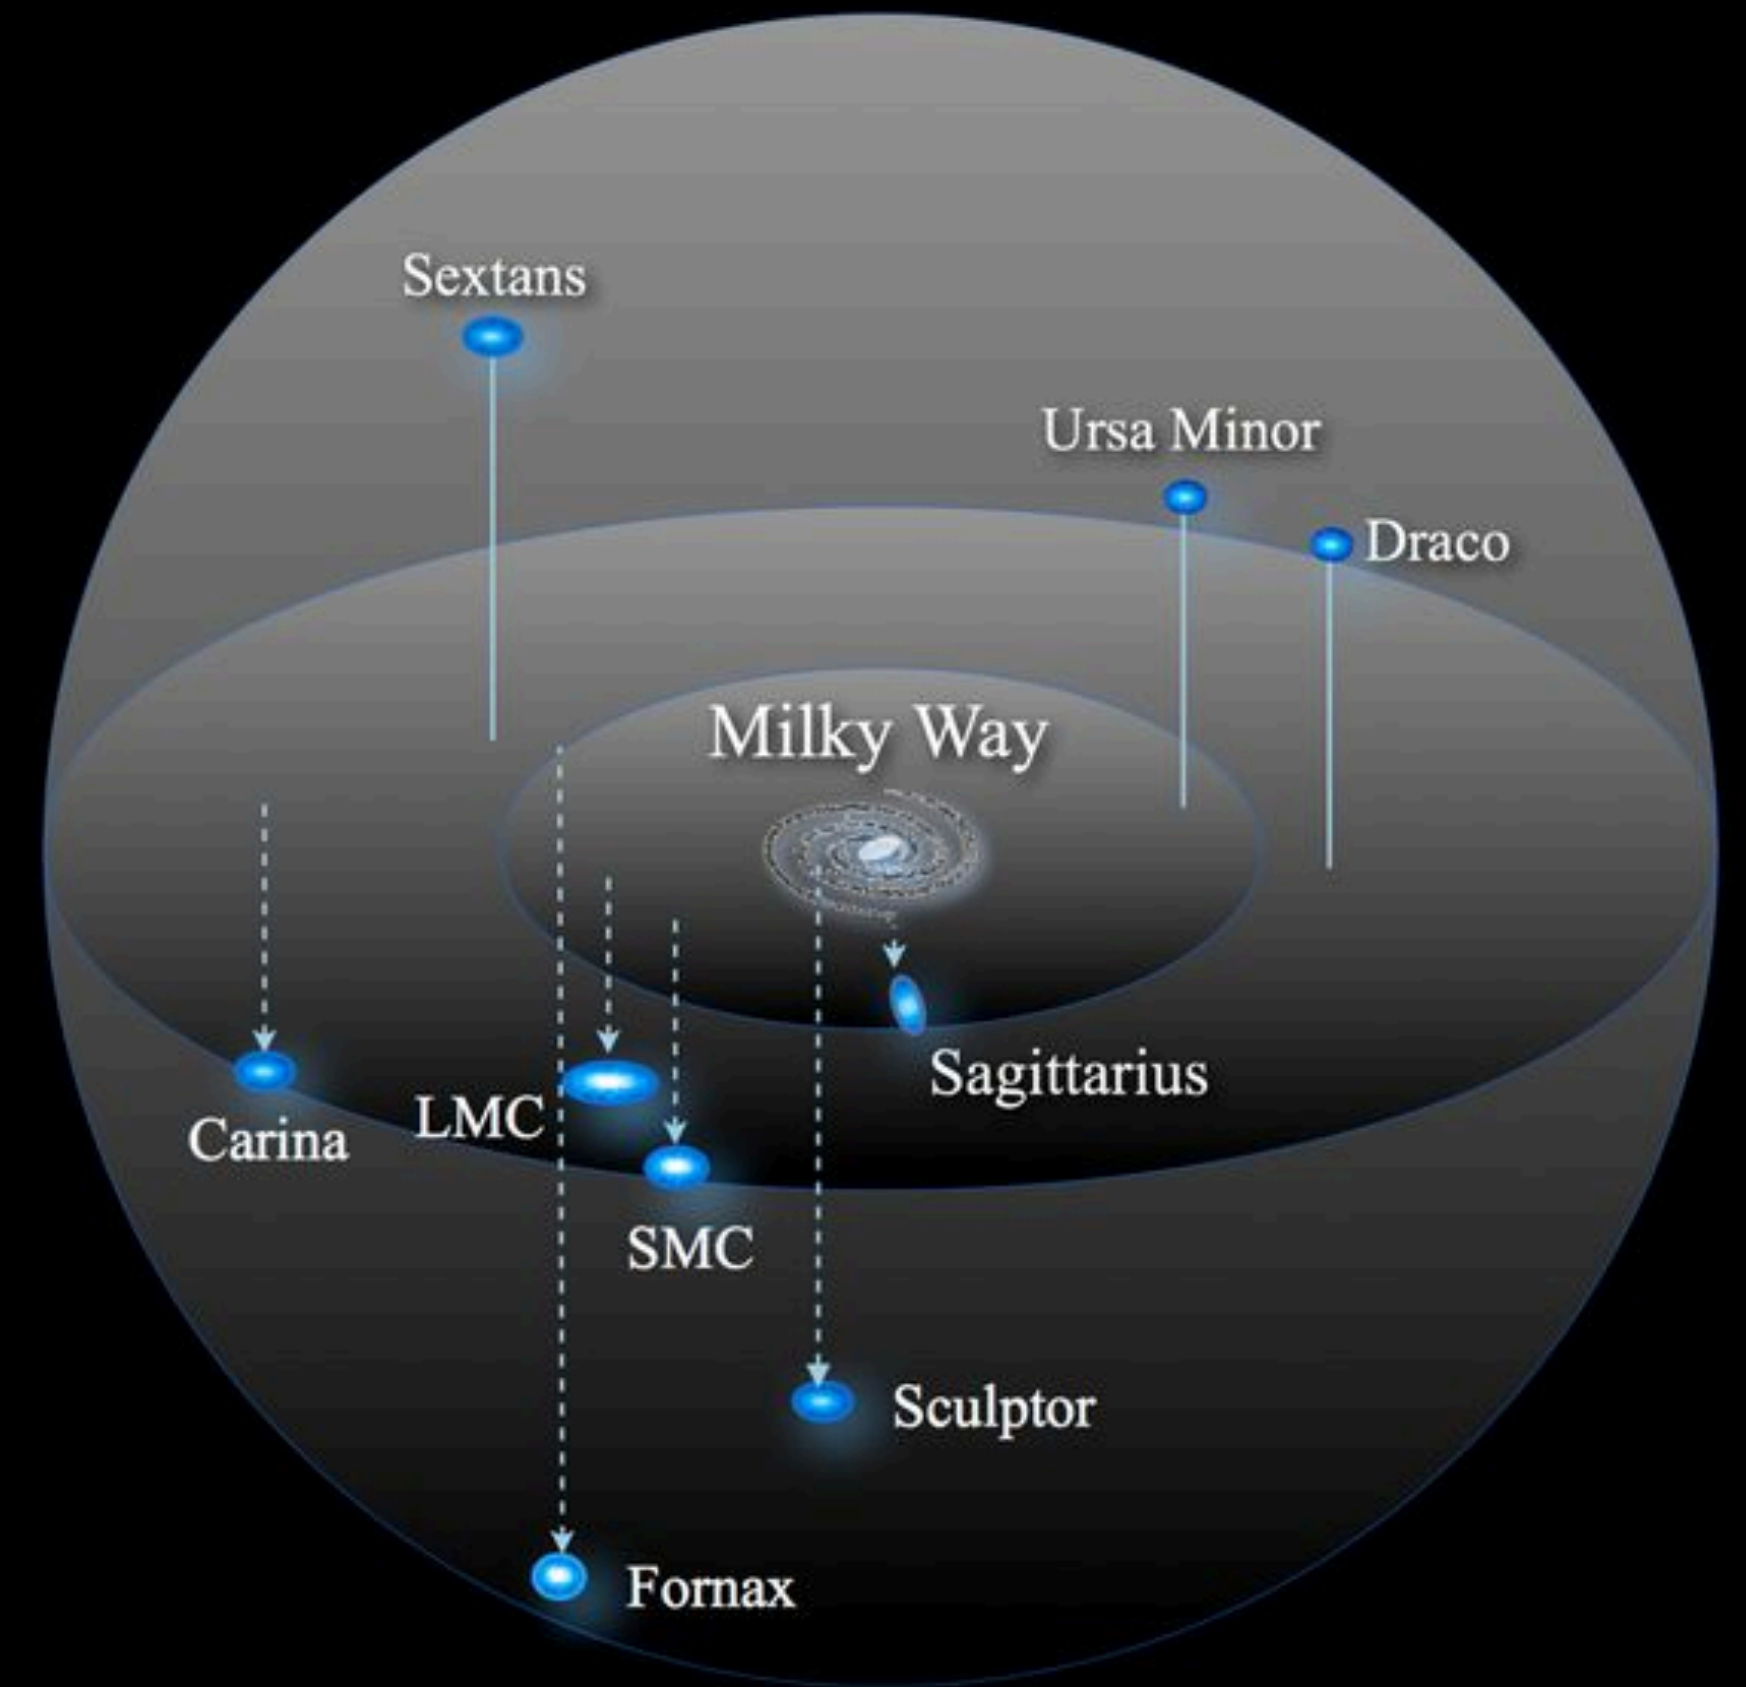 Sextans
Ursa Minor
Draco
Milky Way
Sagittarius
LMC
Carina
SMC
Sculptor
Fornax